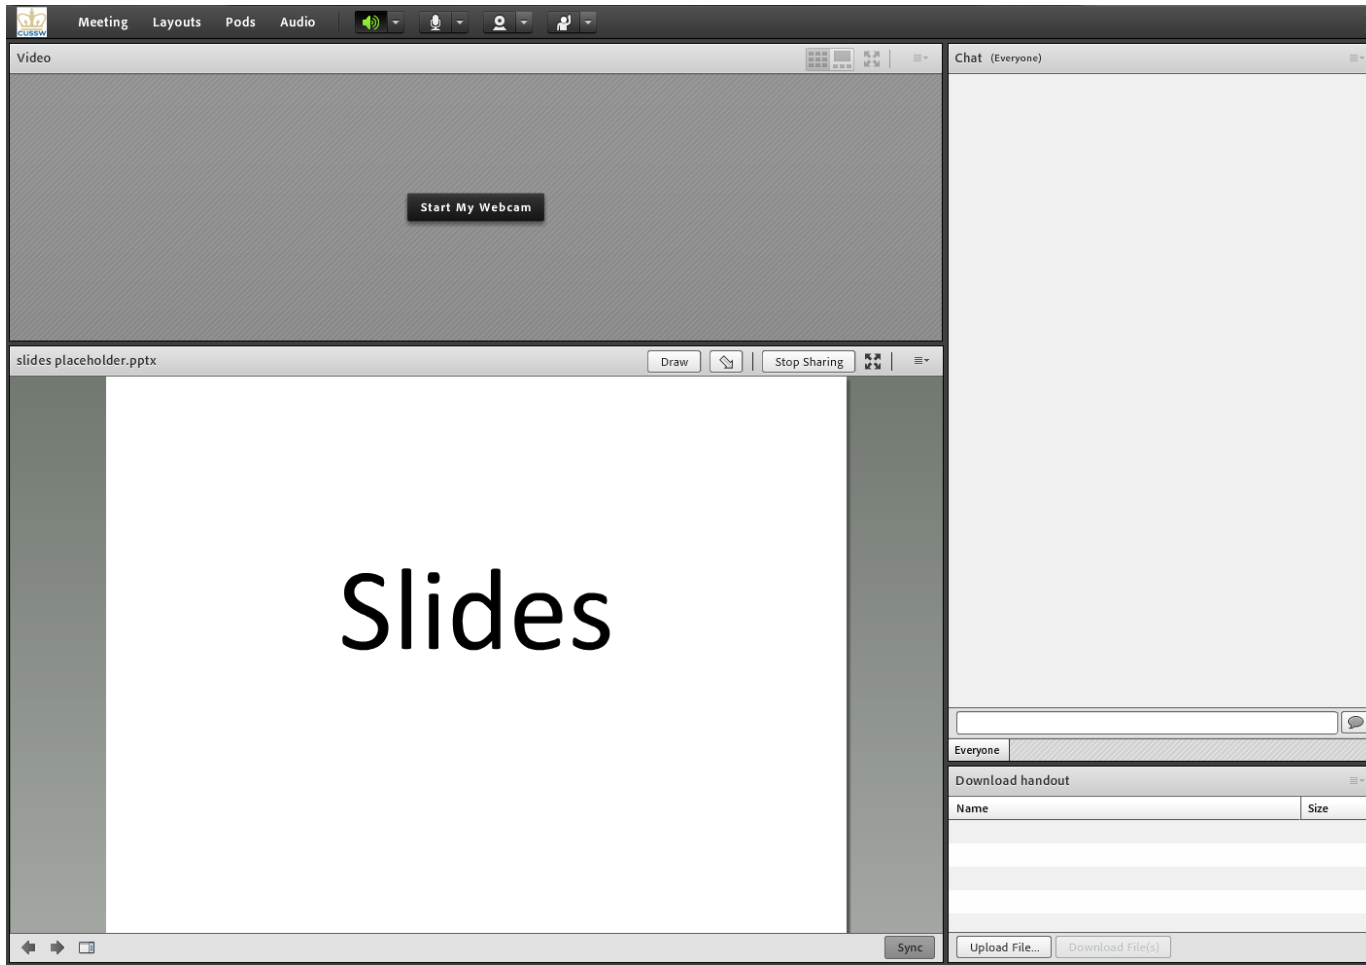 CUSSW
Meeting Layouts Pods Audio
Video
Start My Webcam
slides placeholder.pptx
Draw
Stop Sharing
Slides
Sync
Chat (Everyone)
Everyone
Download handout
Name Size
Upload File... Download File(s)